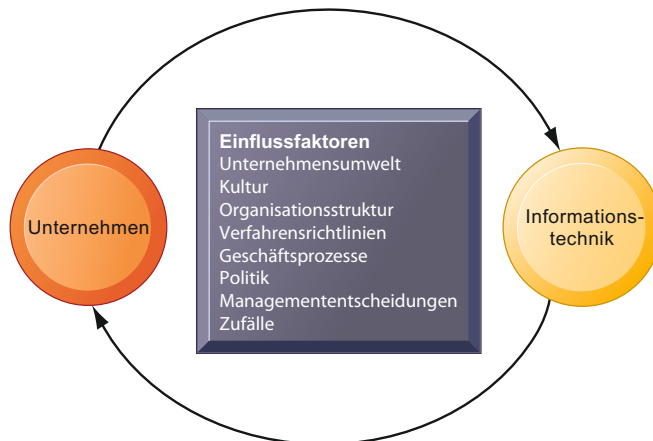 Unternehmen
Einflussfaktoren
Unternehmensumwelt
Kultur
Organisationsstruktur
Verfahrensrichtlinien
Geschäftsprozesse
Politik
Managemententscheidungen
Zufälle
Informations-
technik